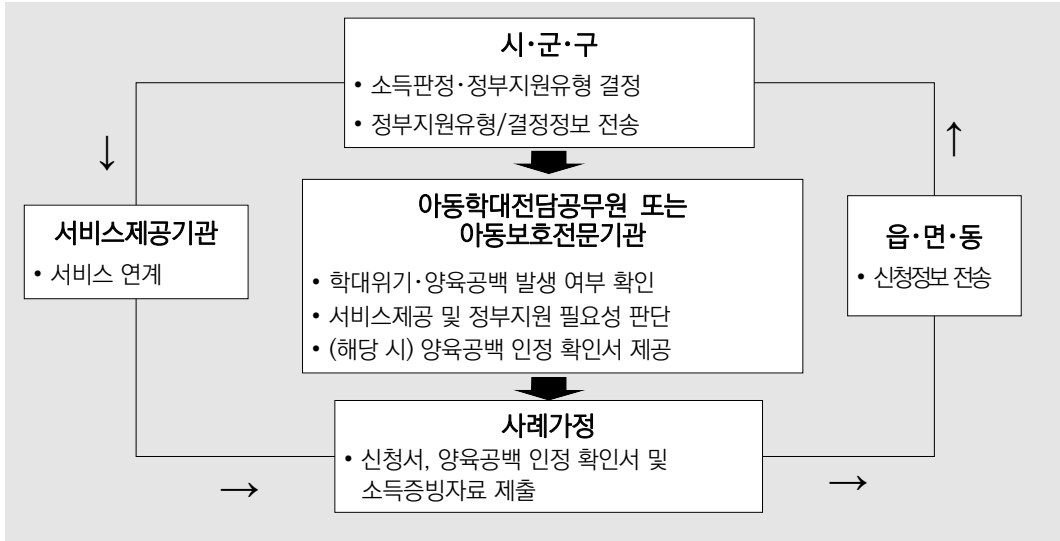 시·군·구
• 소득판정·정부지원유형 결정
• 정부지원유형/결정정보 전송
↓
↑
아동학대전담공무원 또는
아동보호전문기관
• 학대위기·양육공백 발생 여부 확인
• 서비스제공 및 정부지원 필요성 판단
• (해당 시) 양육공백 인정 확인서 제공
서비스제공기관
• 서비스 연계
읍·면·동
• 신청정보 전송
사례가정
• 신청서, 양육공백 인정 확인서 및
소득증빙자료 제출
→
→